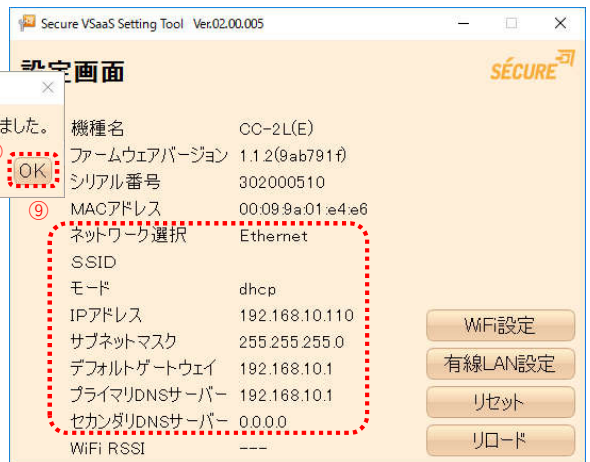 Secure VSaaS Setting Tool Ver.02.00.005
設定画面
SÉCURE
ました。
OK
⑨
機種名 CC-2L(E)
ファームウェアバージョン 1.1.2(9ab791f)
シリアル番号 302000510
MACアドレス 00:09:9a:01:e4:e6
ネットワーク選択 Ethernet
SSID
モード dhcp
IPアドレス 192.168.10.110
サブネットマスク 255.255.255.0
デフォルトゲートウェイ 192.168.10.1
プライマリDNSサーバー 192.168.10.1
セカンダリDNSサーバー 0.0.0.0
WiFi RSSI ---
WiFi設定
有線LAN設定
リセット
リロード